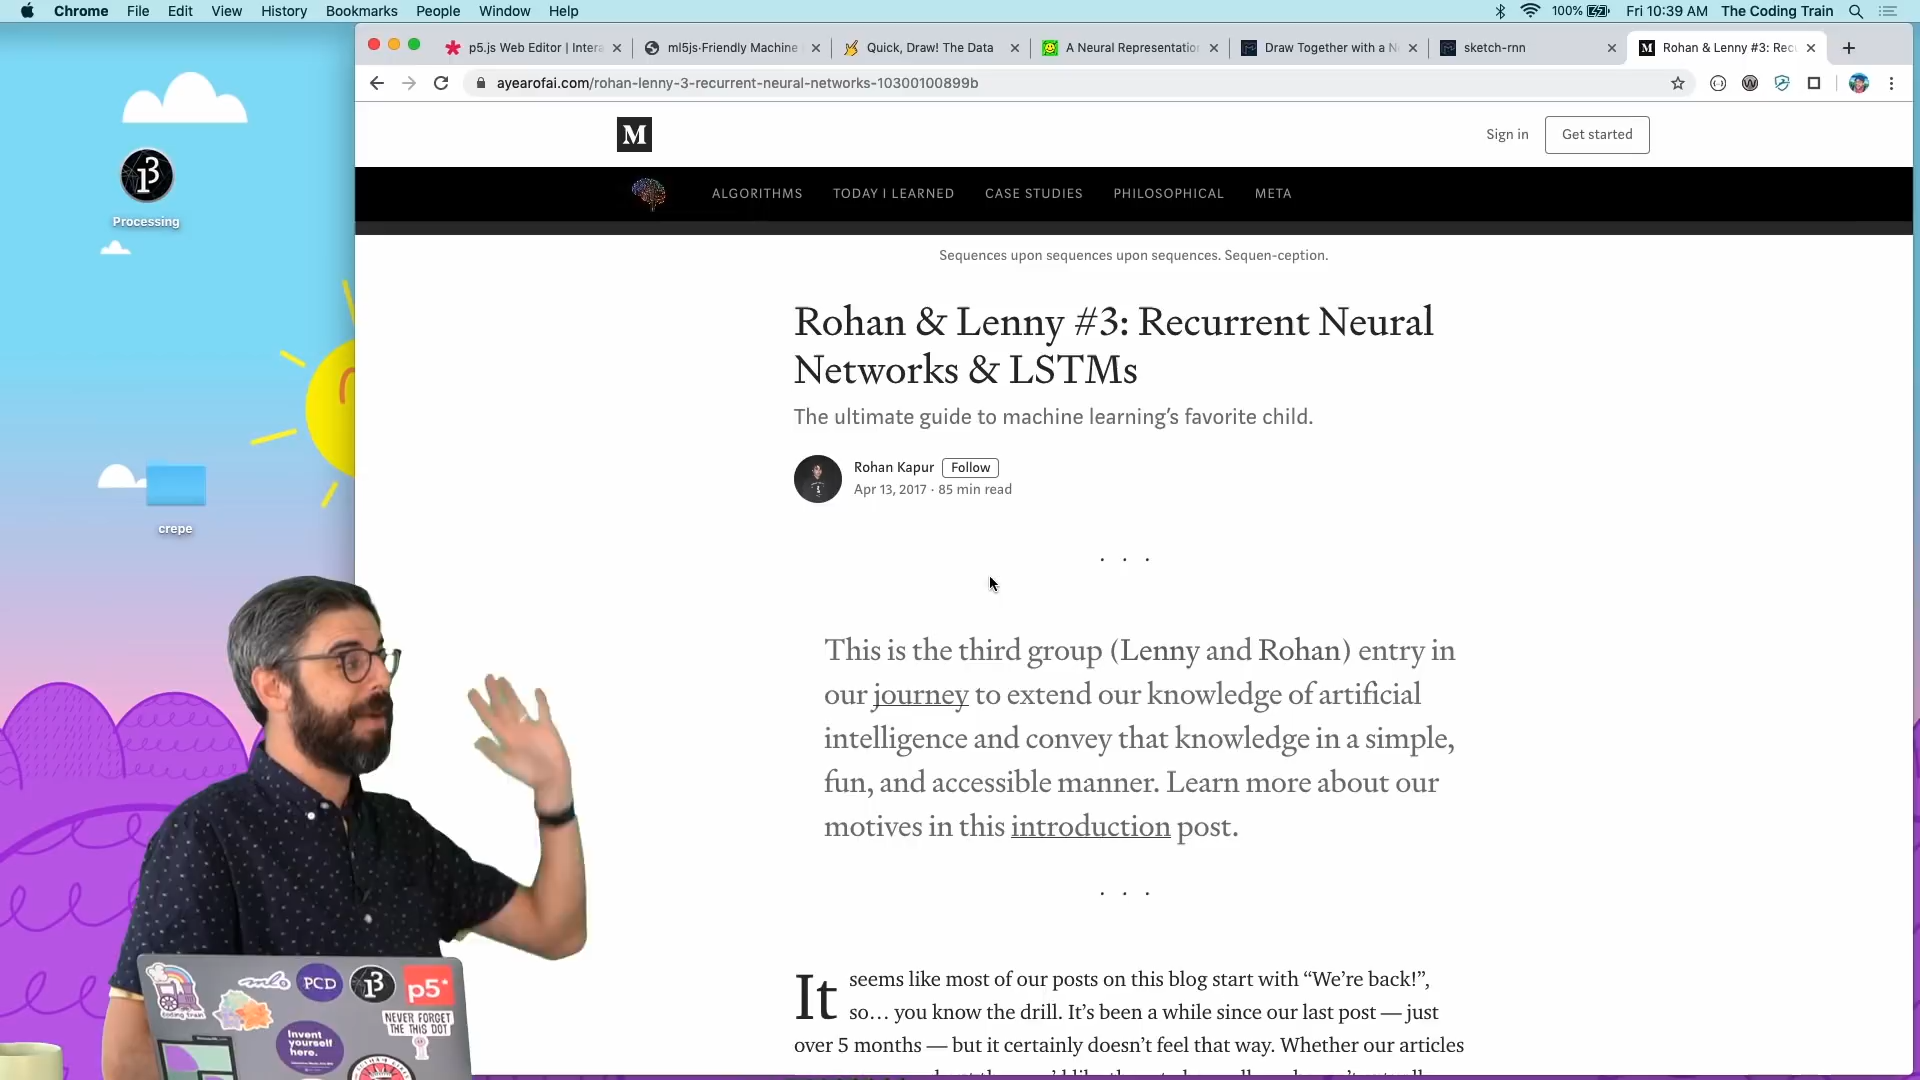 Chrome File Edit View History Bookmarks People Window Help
100% Fri 10:39 AM The Coding Train
p5.js Web Editor | Intera
ml5js·Friendly Machine
Quick, Draw! The Data
A Neural Representatio
Draw Together with a N
sketch-rnn
Rohan & Lenny #3: Rec
ayearofai.com/rohan-lenny-3-recurrent-neural-networks-10300100899b
M
Sign in
Get started
ALGORITHMS TODAY I LEARNED CASE STUDIES PHILOSOPHICAL META
Processing
Sequences upon sequences upon sequences. Sequen-ception.
Rohan & Lenny #3: Recurrent Neural
Networks & LSTMs
The ultimate guide to machine learning’s favorite child.
Rohan Kapur Follow
Apr 13, 2017 · 85 min read
crepe
. . .
This is the third group (Lenny and Rohan) entry in
our journey to extend our knowledge of artificial
intelligence and convey that knowledge in a simple,
fun, and accessible manner. Learn more about our
motives in this introduction post.
. . .
It seems like most of our posts on this blog start with “We’re back!”,
so… you know the drill. It’s been a while since our last post — just
over 5 months — but it certainly doesn’t feel that way. Whether our articles
coding train
ml5
PCD
p5*
NEVER FORGET
THE THIS DOT
Invent
yourself
here.